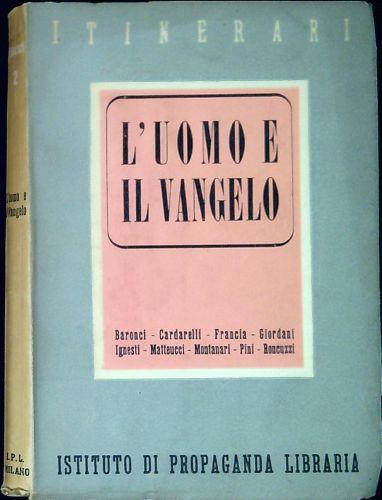 ITINERARI
L'UOMO E
IL VANGELO
Baronci - Cardarelli - Francia - Giordani
Ignesti - Matteucci - Montanari - Pini - Roncuzzi
ISTITUTO DI PROPAGANDA LIBRARIA
2
L'uomo e
Vangelo
I.P.L.
MILANO